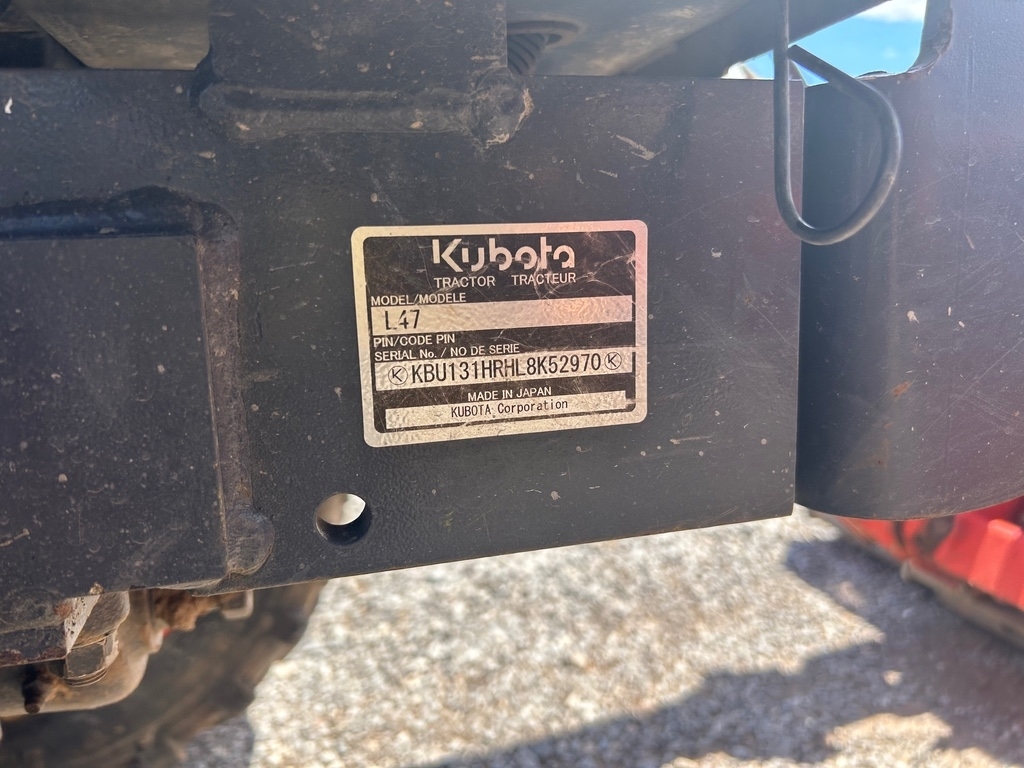 Kubota
TRACTOR TRACTEUR
MODEL/MODELE
L47
PIN/CODE PIN
SERIAL No. / NO DE SERIE
KBU131HRHL8K52970
MADE IN JAPAN
KUBOTA Corporation